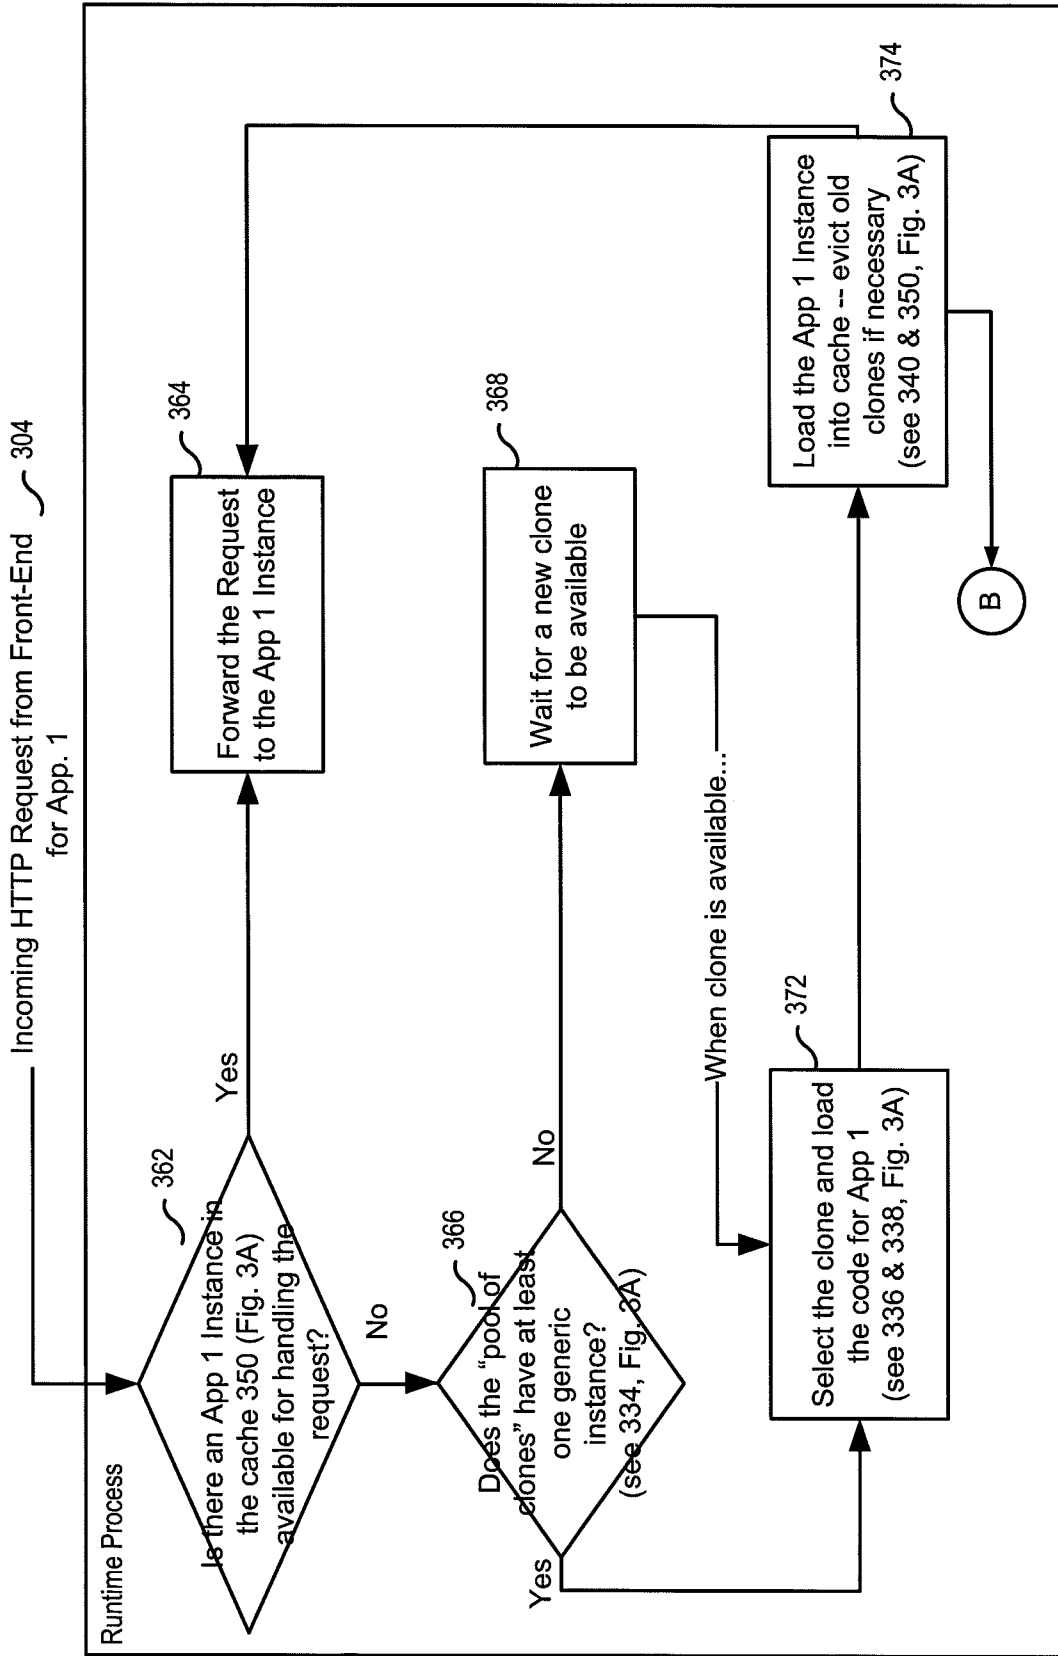 Incoming HTTP Request from Front-End
for App. 1
304
Runtime Process
Is there an App 1 Instance in
the cache 350 (Fig. 3A)
available for handling the
request?
362
Yes
Forward the Request
to the App 1 Instance
364
No
Does the “pool of
clones” have at least
one generic
instance?
(see 334, Fig. 3A)
366
No
Wait for a new clone
to be available
368
Yes
When clone is available...
Select the clone and load
the code for App 1
(see 336 & 338, Fig. 3A)
372
Load the App 1 Instance
into cache -- evict old
clones if necessary
(see 340 & 350, Fig. 3A)
374
B